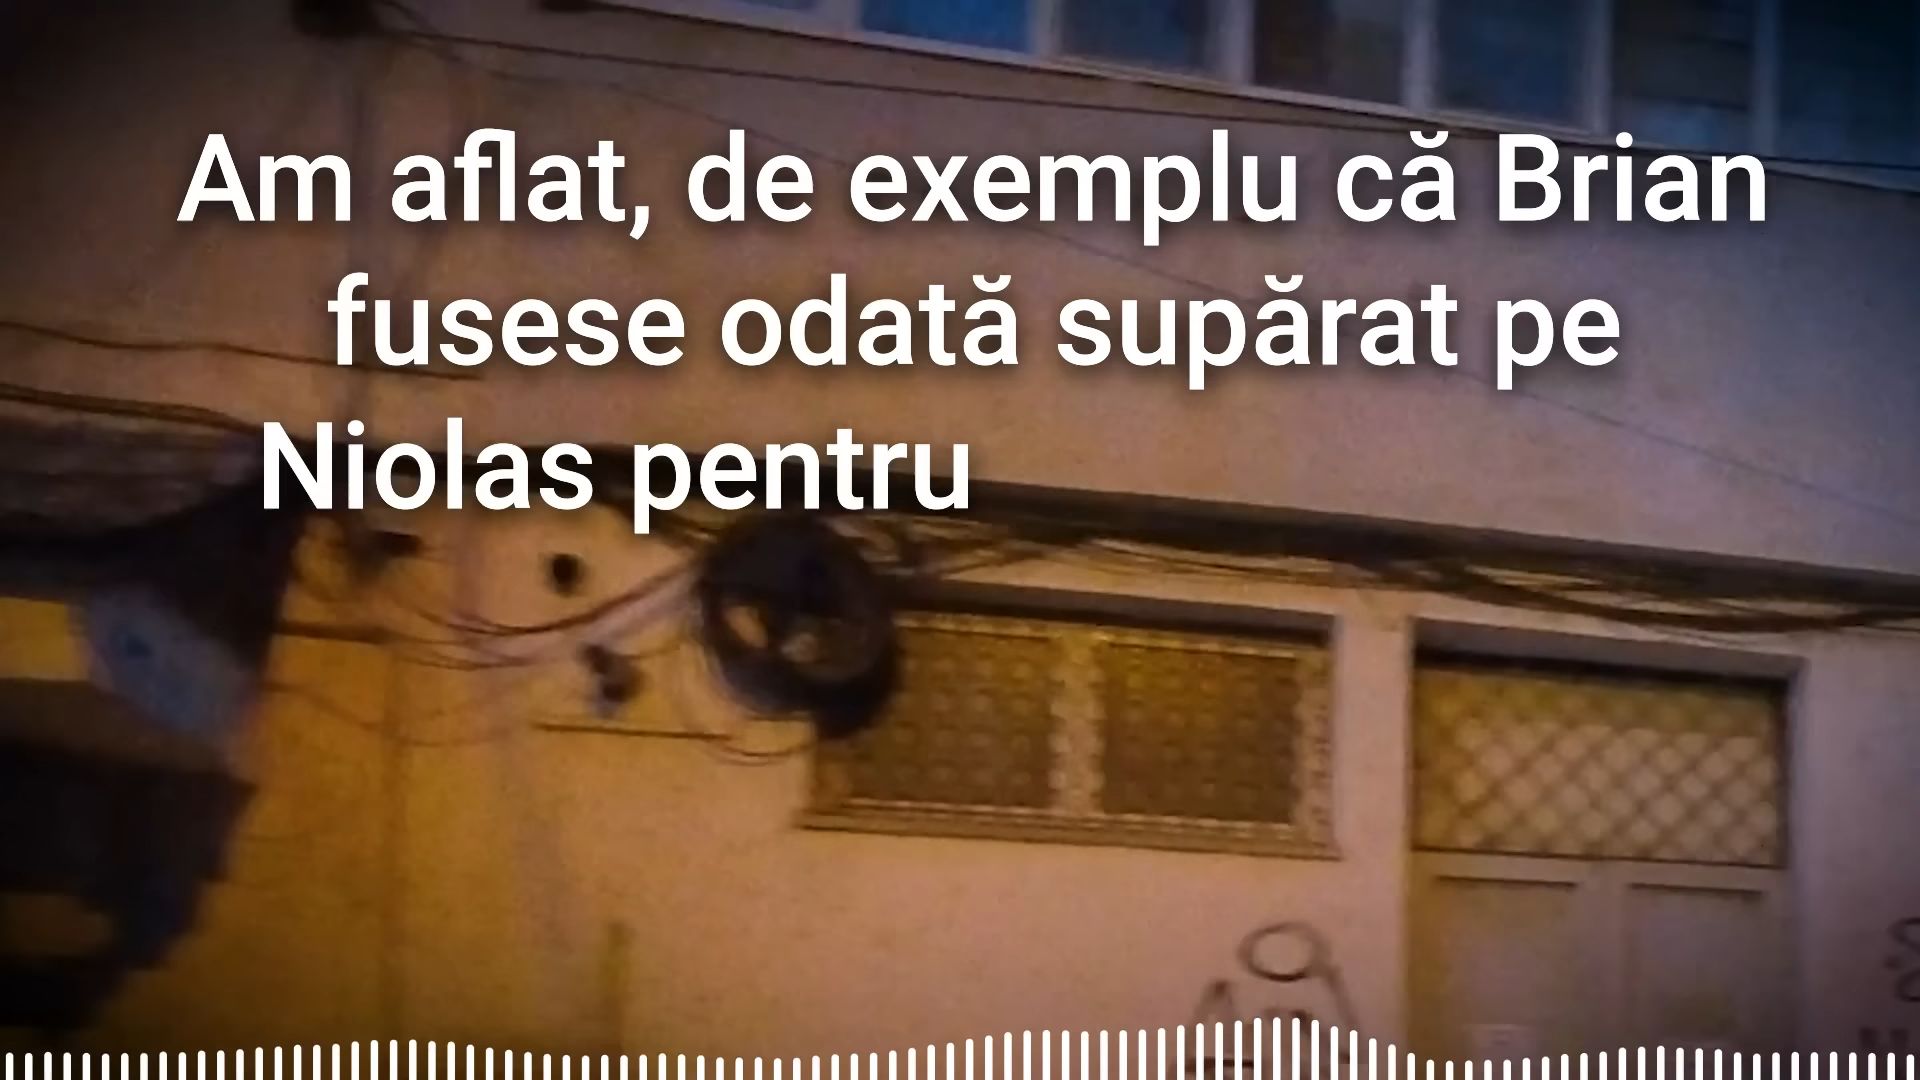 Am aflat, de exemplu că Brian
fusese odată supărat pe
Niolas pentru